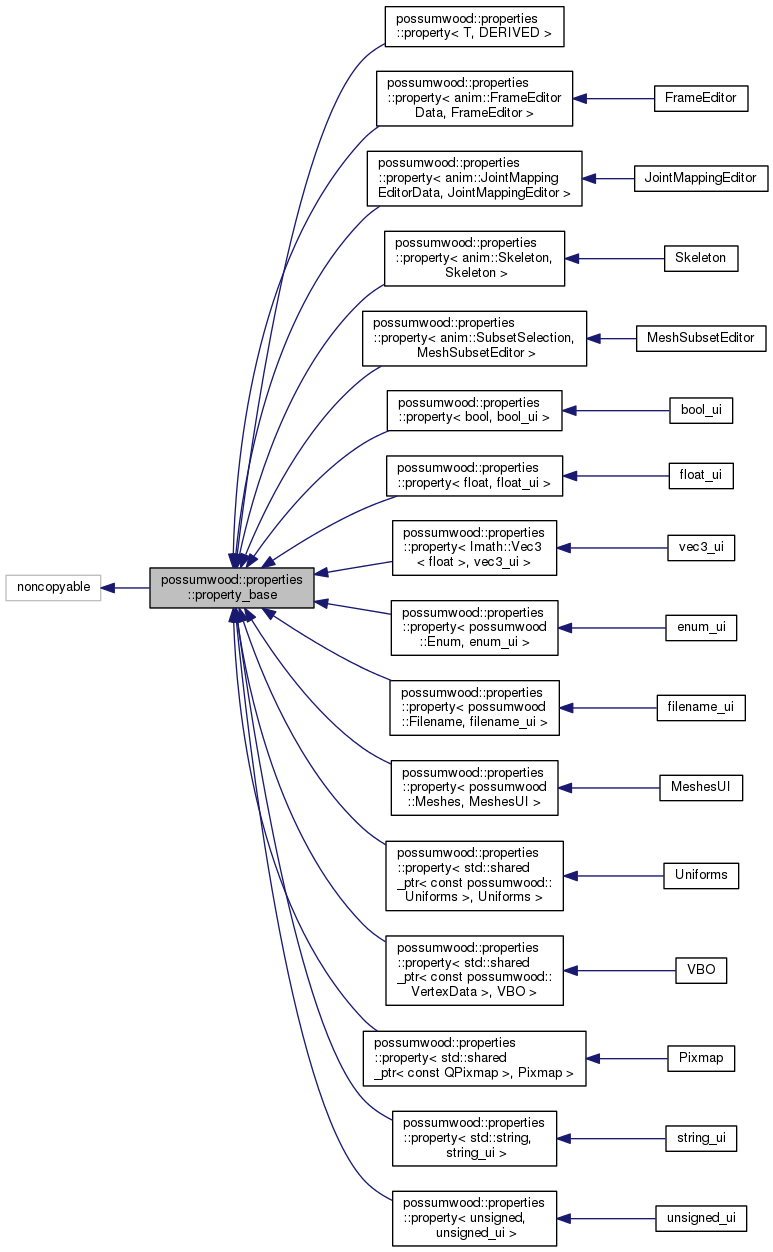 possumwood::properties
::property< T, DERIVED >
possumwood::properties
::property< anim::FrameEditor
Data, FrameEditor >
FrameEditor
possumwood::properties
::property< anim::JointMapping
EditorData, JointMappingEditor >
JointMappingEditor
possumwood::properties
::property< anim::Skeleton,
Skeleton >
Skeleton
possumwood::properties
::property< anim::SubsetSelection,
MeshSubsetEditor >
MeshSubsetEditor
possumwood::properties
::property< bool, bool_ui >
bool_ui
possumwood::properties
::property< float, float_ui >
float_ui
possumwood::properties
::property< Imath::Vec3
< float >, vec3_ui >
vec3_ui
noncopyable
possumwood::properties
::property_base
possumwood::properties
::property< possumwood
::Enum, enum_ui >
enum_ui
possumwood::properties
::property< possumwood
::Filename, filename_ui >
filename_ui
possumwood::properties
::property< possumwood
::Meshes, MeshesUI >
MeshesUI
possumwood::properties
::property< std::shared
_ptr< const possumwood::
Uniforms >, Uniforms >
Uniforms
possumwood::properties
::property< std::shared
_ptr< const possumwood::
VertexData >, VBO >
VBO
possumwood::properties
::property< std::shared
_ptr< const QPixmap >, Pixmap >
Pixmap
possumwood::properties
::property< std::string,
string_ui >
string_ui
possumwood::properties
::property< unsigned,
unsigned_ui >
unsigned_ui